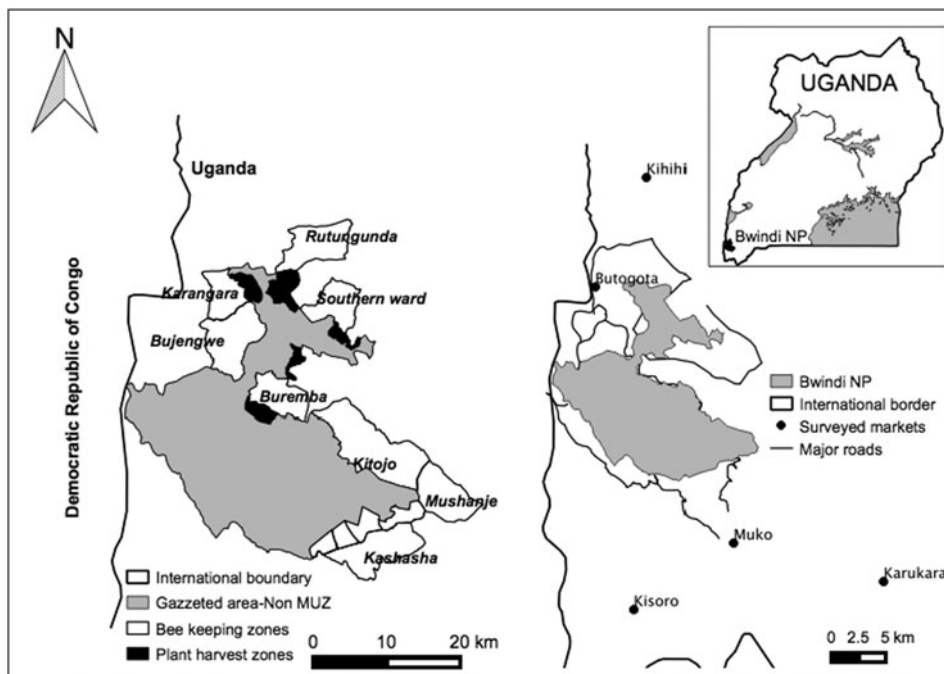 N
Uganda
Democratic Republic of Congo
Rutungunda
Karangara
Southern ward
Bujengwe
Buremba
Kitojo
Mushanje
Kashasha
International boundary
Gazzeted area-Non MUZ
Bee keeping zones
Plant harvest zones
0 10 20 km
UGANDA
Bwindi NP
Kihihi
Butogota
Bwindi NP
International border
Surveyed markets
Major roads
Muko
Karukara
Kisoro
0 2.5 5 km